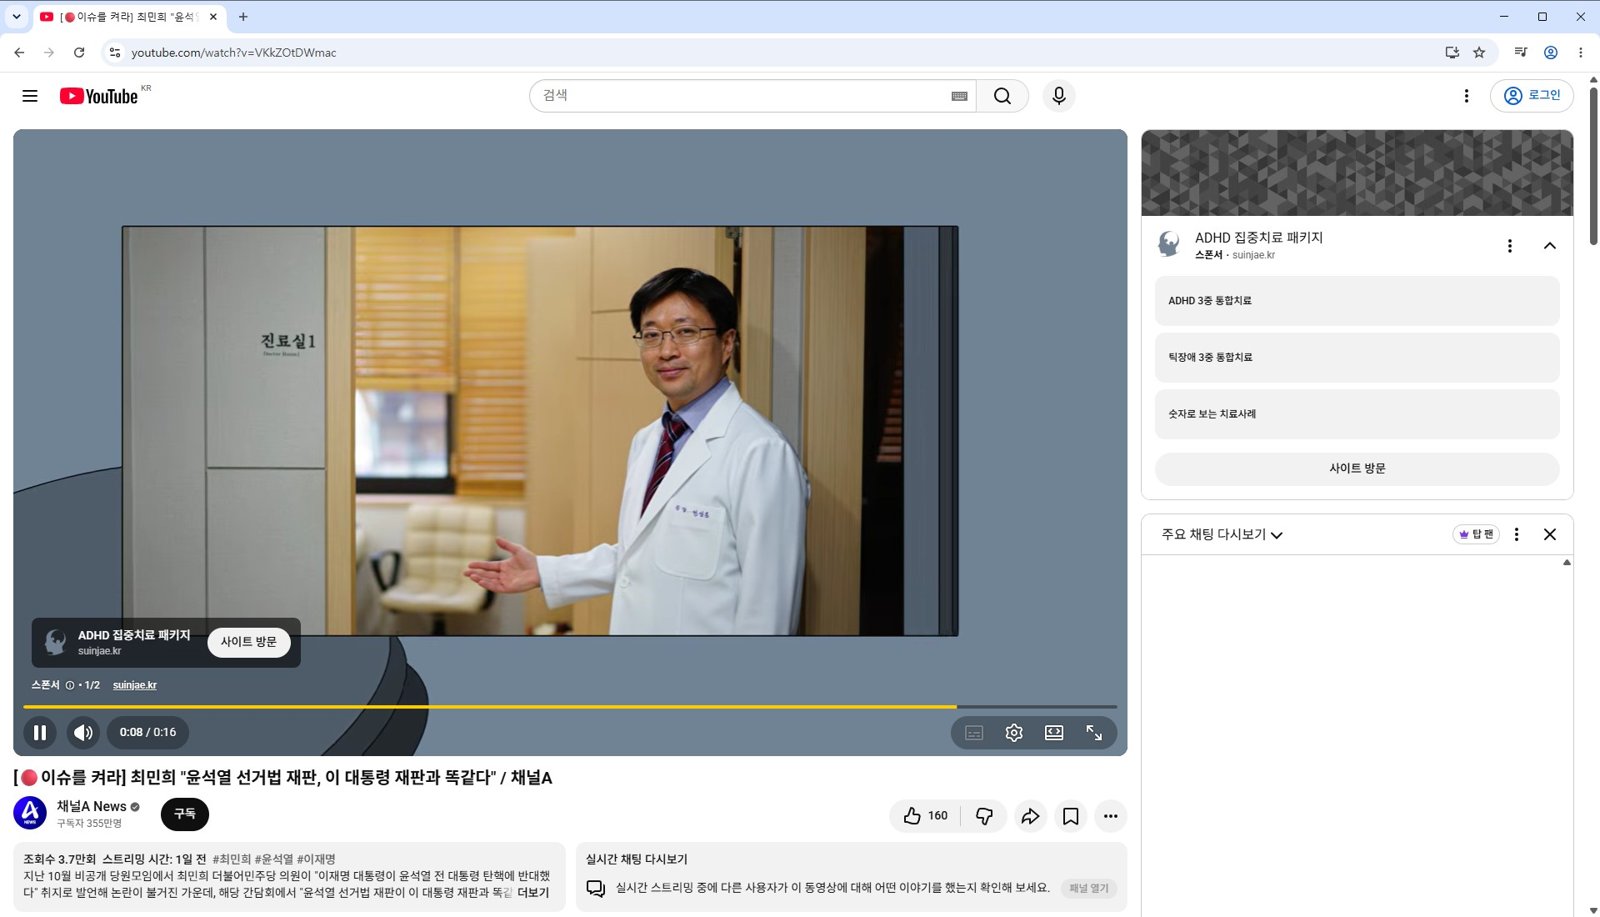 [🔴이슈를 켜라] 최민희 "윤석열
youtube.com/watch?v=VKkZOtDWmac
YouTube KR
검색
로그인
진료실1
ADHD 집중치료 패키지
suinjae.kr
사이트 방문
스폰서 · 1/2 suinjae.kr
0:08 / 0:16
[🔴이슈를 켜라] 최민희 "윤석열 선거법 재판, 이 대통령 재판과 똑같다" / 채널A
채널A News
구독자 355만명
구독
160
조회수 3.7만회 스트리밍 시간: 1일 전 #최민희 #윤석열 #이재명
지난 10월 비공개 당원모임에서 최민희 더불어민주당 의원이 "이재명 대통령이 윤석열 전 대통령 탄핵에 반대했
다" 취지로 발언해 논란이 불거진 가운데, 해당 간담회에서 "윤석열 선거법 재판이 이 대통령 재판과 똑같 더보기
실시간 채팅 다시보기
실시간 스트리밍 중에 다른 사용자가 이 동영상에 대해 어떤 이야기를 했는지 확인해 보세요.
패널 열기
ADHD 집중치료 패키지
스폰서 · suinjae.kr
ADHD 3중 통합치료
틱장애 3중 통합치료
숫자로 보는 치료사례
사이트 방문
주요 채팅 다시보기
탑 팬